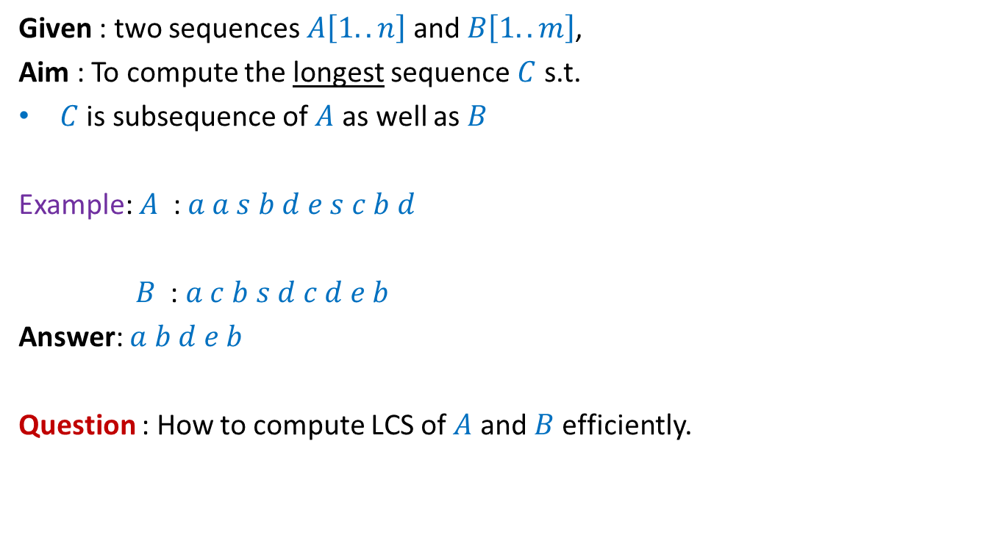 Given : two sequences A[1..n] and B[1..m],
Aim : To compute the longest sequence C s.t.
• C is subsequence of A as well as B
Example: A : a a s b d e s c b d
B : a c b s d c d e b
Answer: a b d e b
Question : How to compute LCS of A and B efficiently.